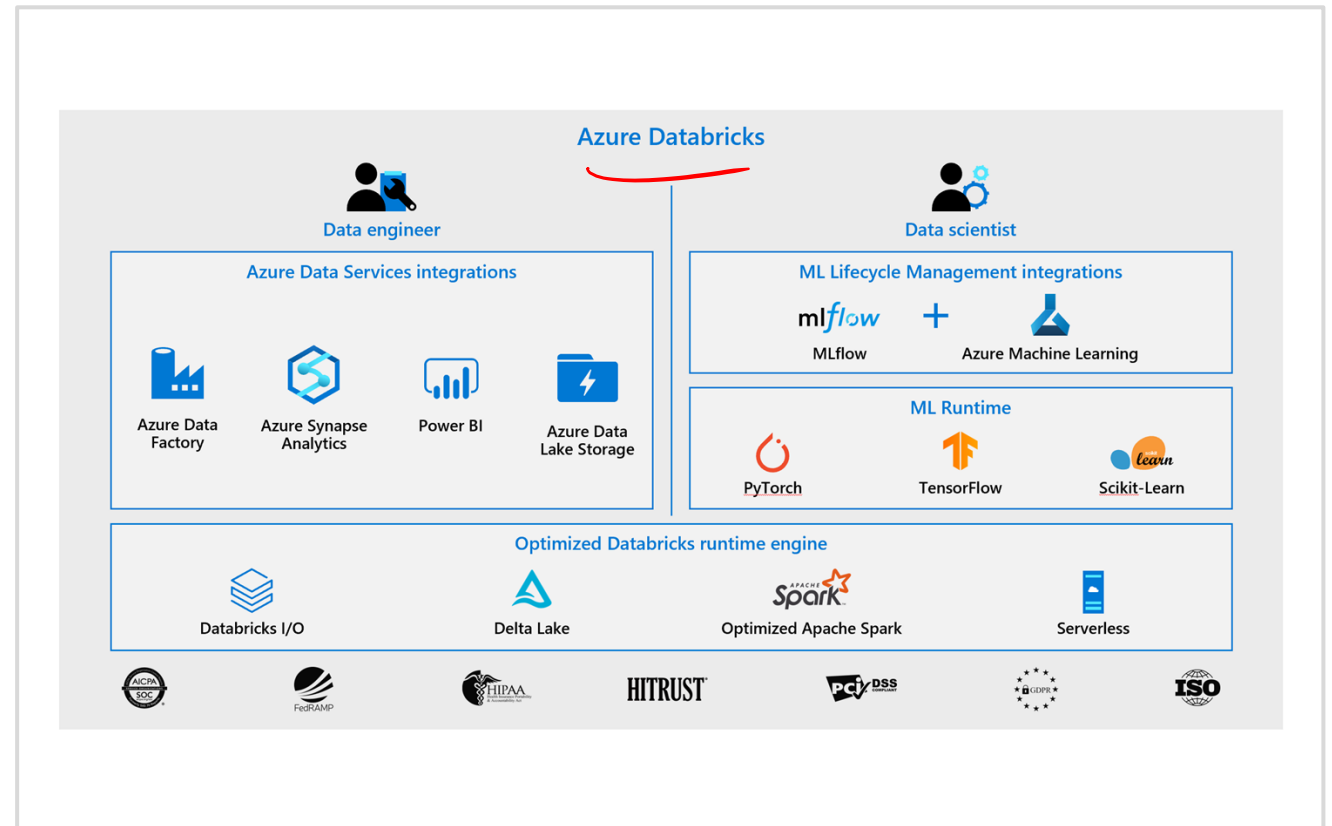 Azure Databricks
Data engineer
Data scientist
Azure Data Services integrations
Azure Data
Factory
Azure Synapse
Analytics
Power BI
Azure Data
Lake Storage
ML Lifecycle Management integrations
mlflow
+
MLflow
Azure Machine Learning
ML Runtime
PyTorch
TensorFlow
learn
Scikit-Learn
Optimized Databricks runtime engine
Databricks I/O
Delta Lake
APACHE
Spark
Optimized Apache Spark
Serverless
AICPA
SOC
FedRAMP
HIPAA
HITRUST
PCI DSS
COMPLIANT
GDPR
ISO